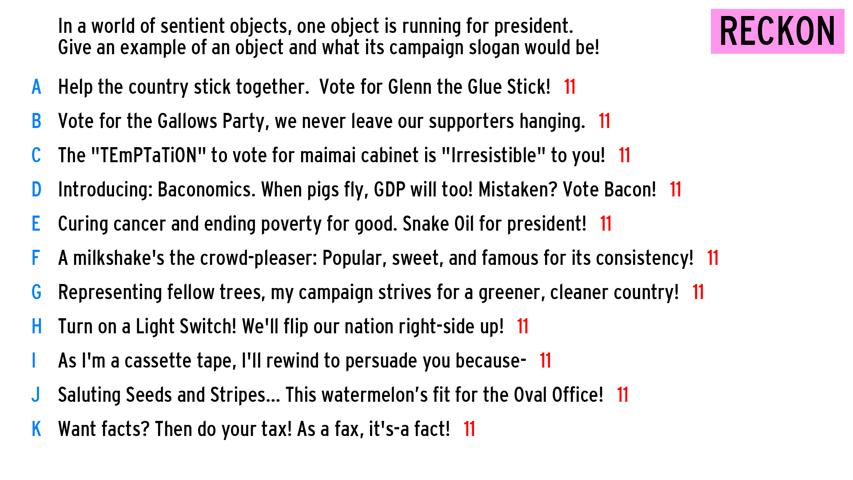 In a world of sentient objects, one object is running for president.
Give an example of an object and what its campaign slogan would be!
RECKON
A Help the country stick together. Vote for Glenn the Glue Stick! 11
B Vote for the Gallows Party, we never leave our supporters hanging. 11
C The "TEmPTaTiON" to vote for maimai cabinet is "Irresistible" to you! 11
D Introducing: Baconomics. When pigs fly, GDP will too! Mistaken? Vote Bacon! 11
E Curing cancer and ending poverty for good. Snake Oil for president! 11
F A milkshake's the crowd-pleaser: Popular, sweet, and famous for its consistency! 11
G Representing fellow trees, my campaign strives for a greener, cleaner country! 11
H Turn on a Light Switch! We'll flip our nation right-side up! 11
I As I'm a cassette tape, I'll rewind to persuade you because- 11
J Saluting Seeds and Stripes... This watermelon’s fit for the Oval Office! 11
K Want facts? Then do your tax! As a fax, it's-a fact! 11